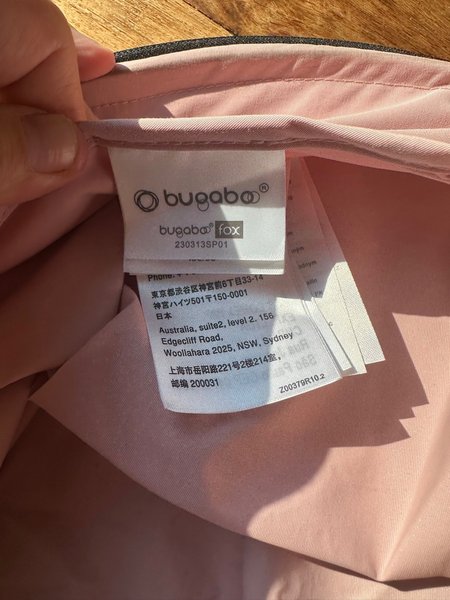 bugaboo®
bugaboo® fox
230313SP01
Phone:
東京都渋谷区神宮前6丁目33-14
神宮ハイツ501〒150-0001
日本
Australia, suite2, level 2. 156
Edgecliff Road,
Woollahara 2025, NSW. Sydney
上海市岳阳路221号2楼214室,
邮编 200031
Z00379R10.2